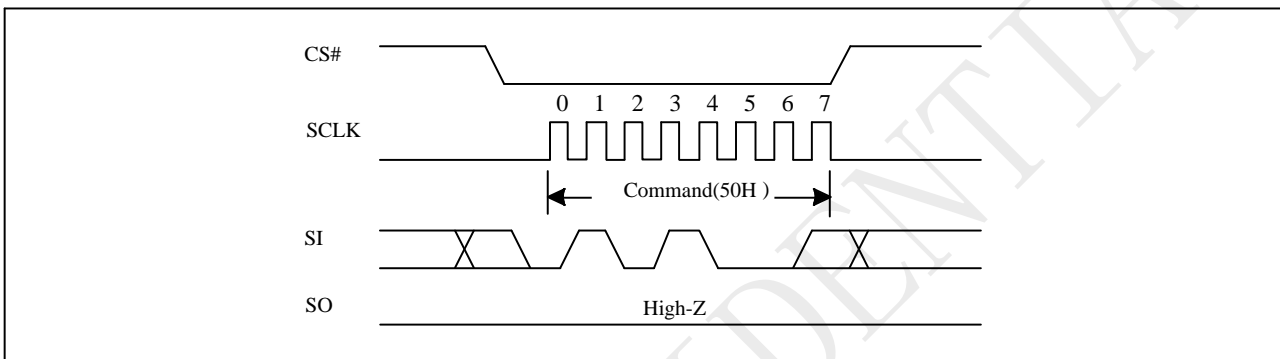 CS#
0 1 2 3 4 5 6 7
SCLK
Command(50H )
SI
SO
High-Z